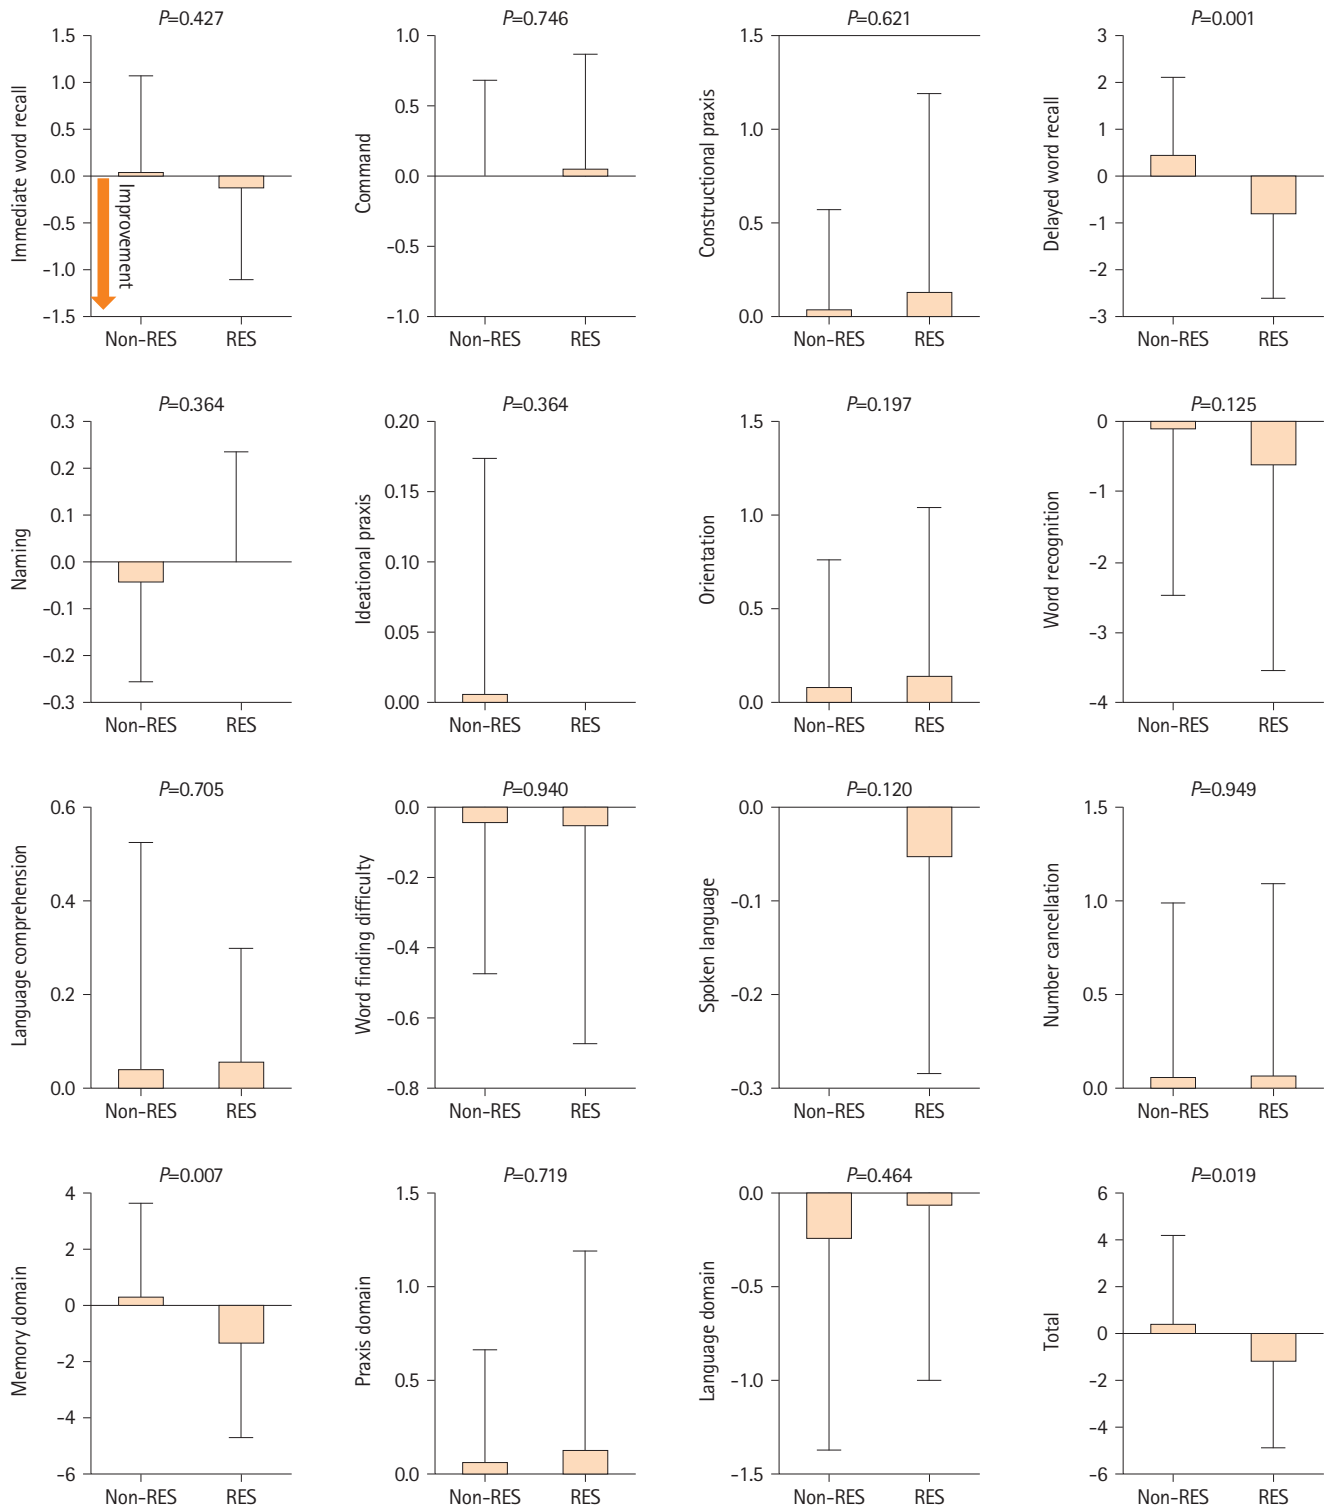 P=0.427
Immediate word recall
1.5
1.0
0.5
0.0
−0.5
−1.0
−1.5
Improvement
Non-RES RES
P=0.746
Command
1.0
0.5
0.0
−0.5
−1.0
Non-RES RES
P=0.621
Constructional praxis
1.5
1.0
0.5
0.0
Non-RES RES
P=0.001
Delayed word recall
3
2
1
0
−1
−2
−3
Non-RES RES
P=0.364
Naming
0.3
0.2
0.1
0.0
−0.1
−0.2
−0.3
Non-RES RES
P=0.364
Ideational praxis
0.20
0.15
0.10
0.05
0.00
Non-RES RES
P=0.197
Orientation
1.5
1.0
0.5
0.0
Non-RES RES
P=0.125
Word recognition
0
−1
−2
−3
−4
Non-RES RES
P=0.705
Language comprehension
0.6
0.4
0.2
0.0
Non-RES RES
P=0.940
Word finding difficulty
0.0
−0.2
−0.4
−0.6
−0.8
Non-RES RES
P=0.120
Spoken language
0.0
−0.1
−0.2
−0.3
Non-RES RES
P=0.949
Number cancellation
1.5
1.0
0.5
0.0
Non-RES RES
P=0.007
Memory domain
4
2
0
−2
−4
−6
Non-RES RES
P=0.719
Praxis domain
1.5
1.0
0.5
0.0
Non-RES RES
P=0.464
Language domain
0.0
−0.5
−1.0
−1.5
Non-RES RES
P=0.019
Total
6
4
2
0
−2
−4
−6
Non-RES RES